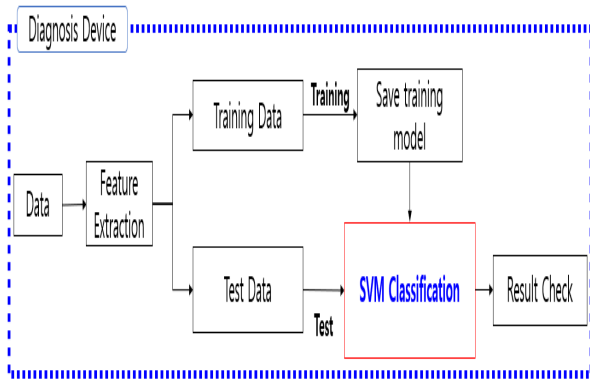 Diagnosis Device
Training Data
Training
Save training
model
Data
Feature
Extraction
Test Data
Test
SVM Classification
Result Check